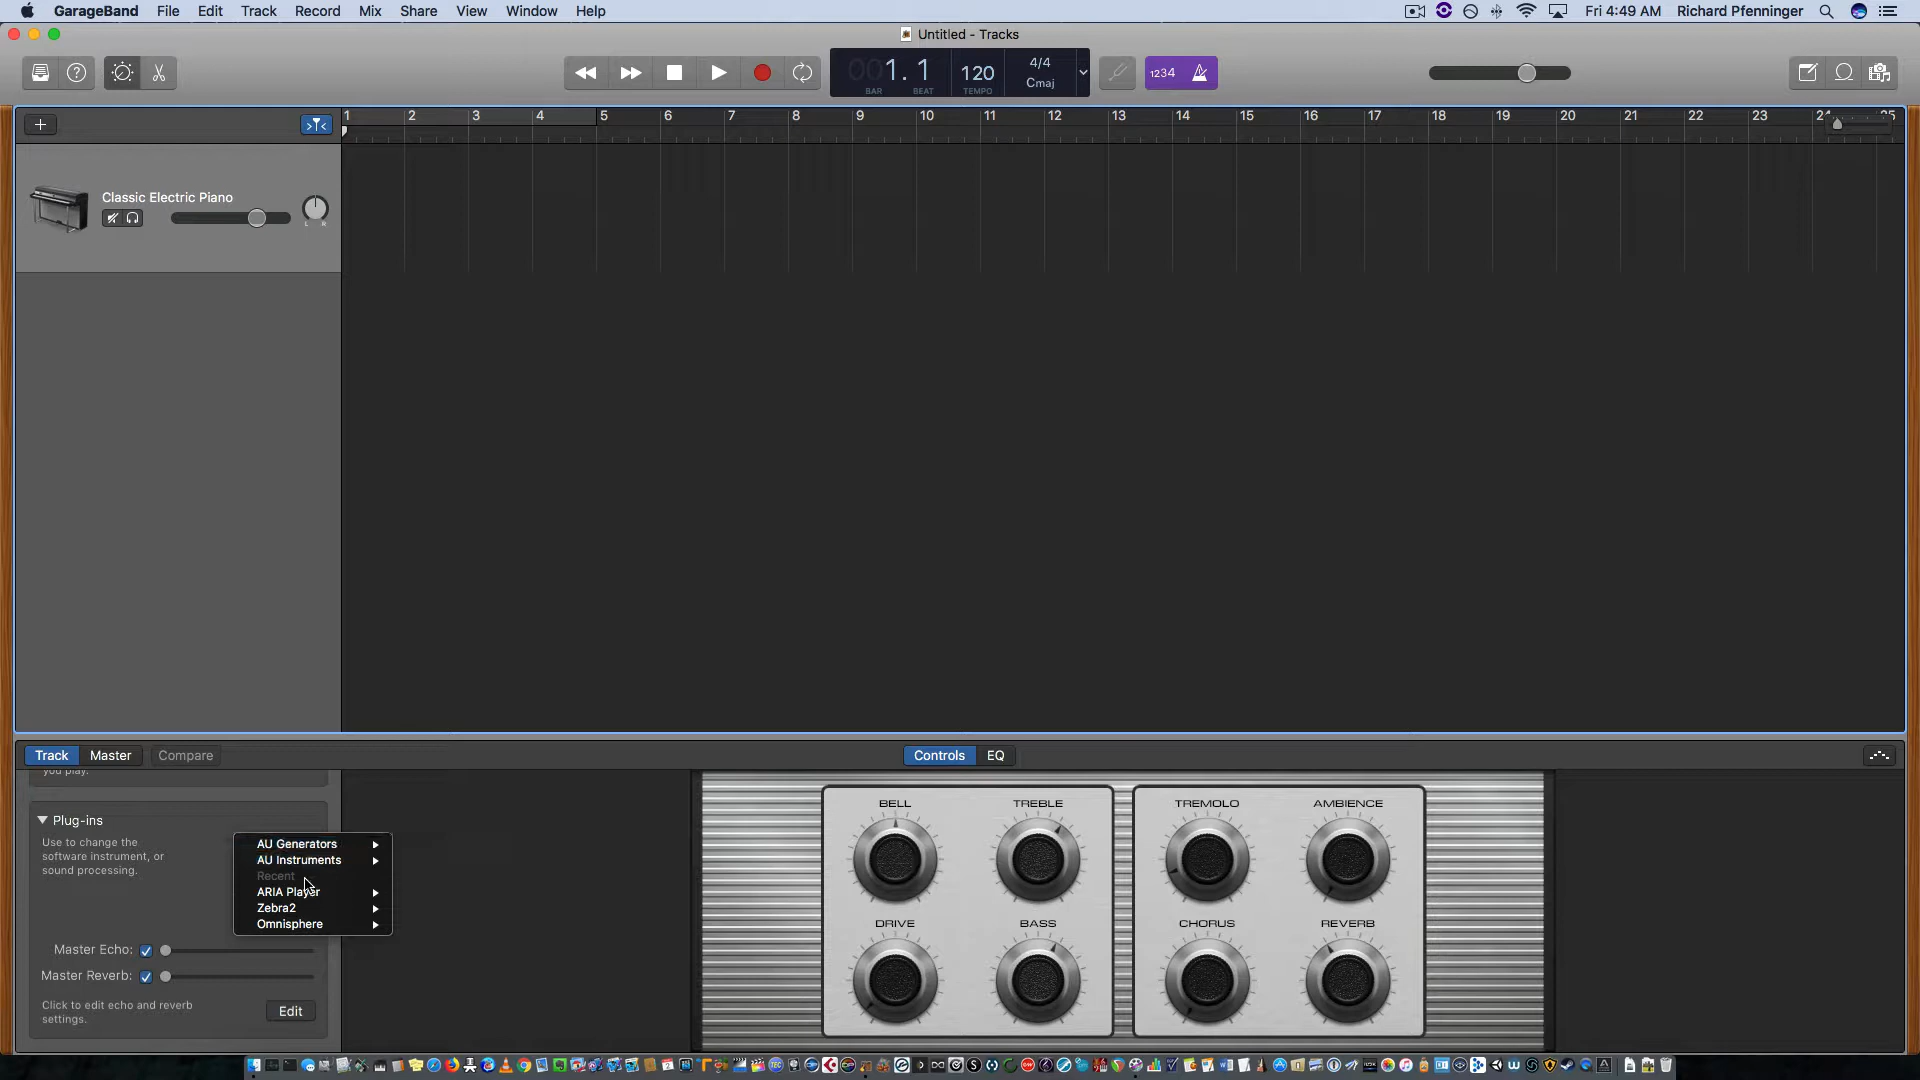 GarageBand File Edit Track Record Mix Share View Window Help Fri 4:49 AM Richard Pfenninger
Untitled - Tracks
001. 1 120 4/4 Cmaj 1234
BAR BEAT TEMPO
1 2 3 4 5 6 7 8 9 10 11 12 13 14 15 16 17 18 19 20 21 22 23 24
Classic Electric Piano
L R
Track Master Compare Controls EQ
you play.
Plug-ins
Use to change the
software instrument, or
sound processing.
AU Generators
AU Instruments
Recent
ARIA Player
Zebra2
Omnisphere
Master Echo:
Master Reverb:
Click to edit echo and reverb
settings.
Edit
BELL TREBLE TREMOLO AMBIENCE
DRIVE BASS CHORUS REVERB